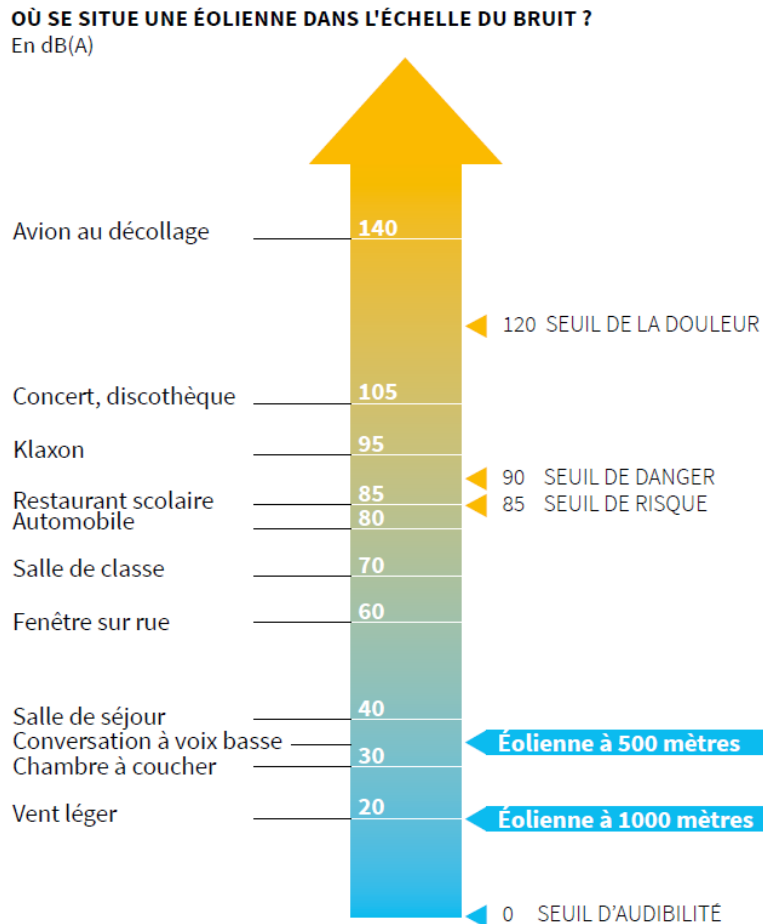 OÙ SE SITUE UNE ÉOLIENNE DANS L'ÉCHELLE DU BRUIT ?
En dB(A)
Avion au décollage 140
120 SEUIL DE LA DOULEUR
Concert, discothèque 105
Klaxon 95
90 SEUIL DE DANGER
Restaurant scolaire 85
85 SEUIL DE RISQUE
Automobile 80
Salle de classe 70
Fenêtre sur rue 60
Salle de séjour 40
Conversation à voix basse
Éolienne à 500 mètres
Chambre à coucher 30
Vent léger 20
Éolienne à 1000 mètres
0 SEUIL D'AUDIBILITÉ